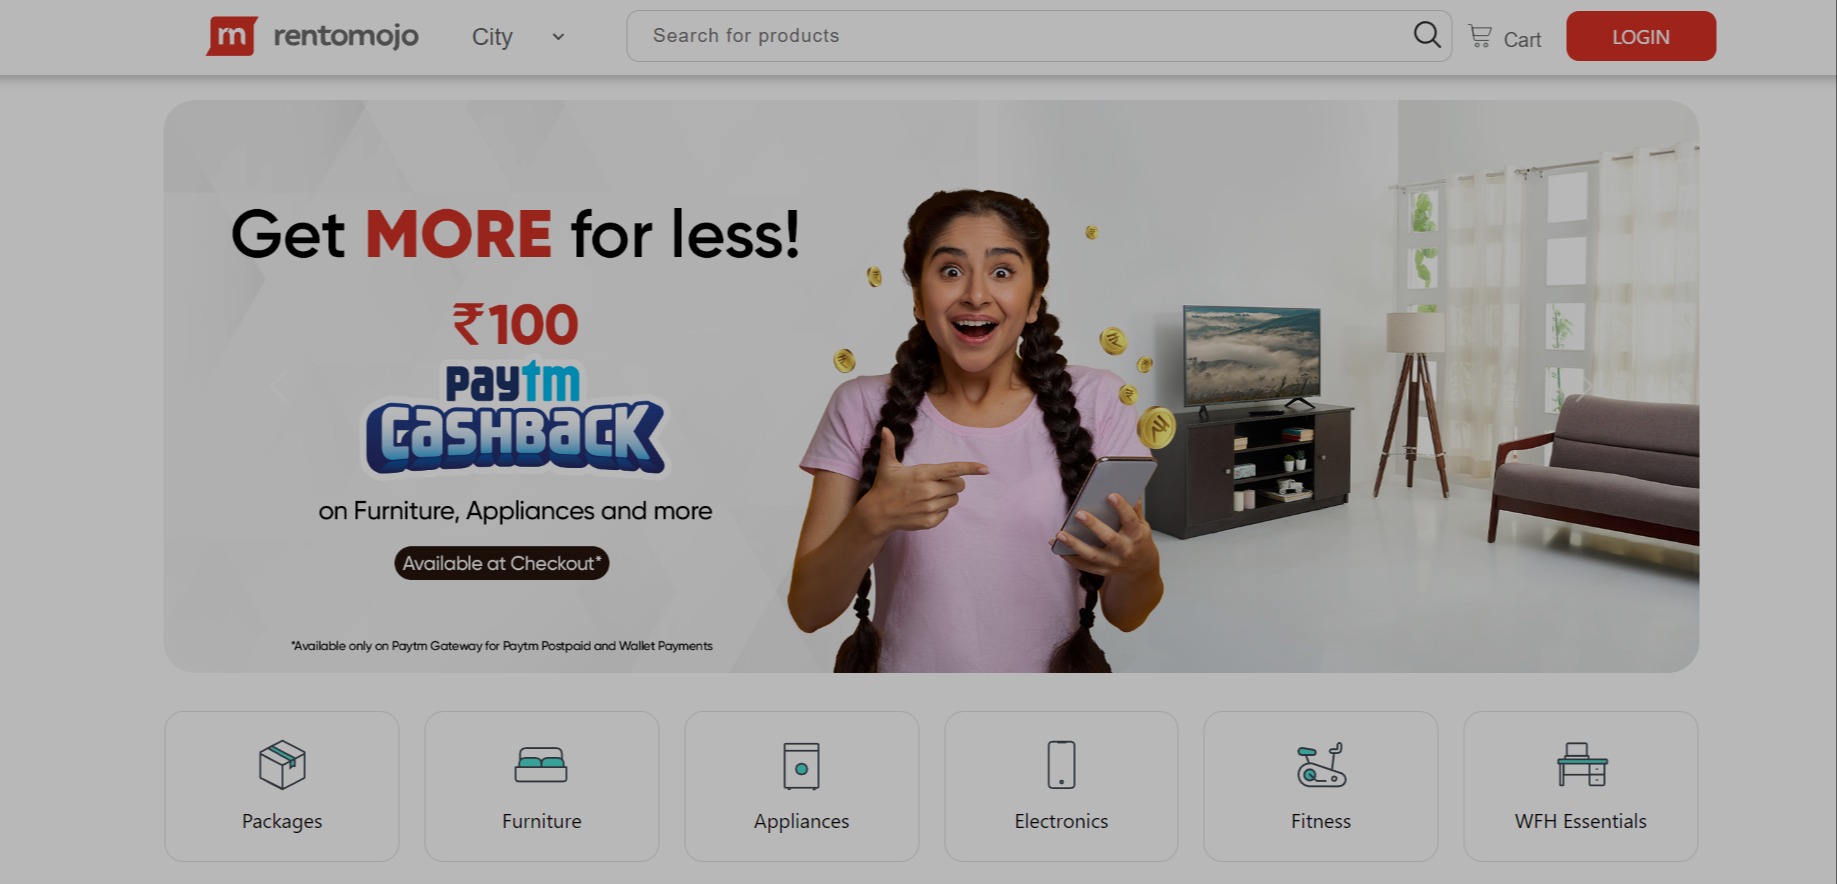 rentomojo
City
Search for products
Cart
LOGIN
Get MORE for less!
₹100
paytm
CASHBACK
on Furniture, Appliances and more
Available at Checkout*
*Available only on Paytm Gateway for Paytm Postpaid and Wallet Payments
Packages
Furniture
Appliances
Electronics
Fitness
WFH Essentials